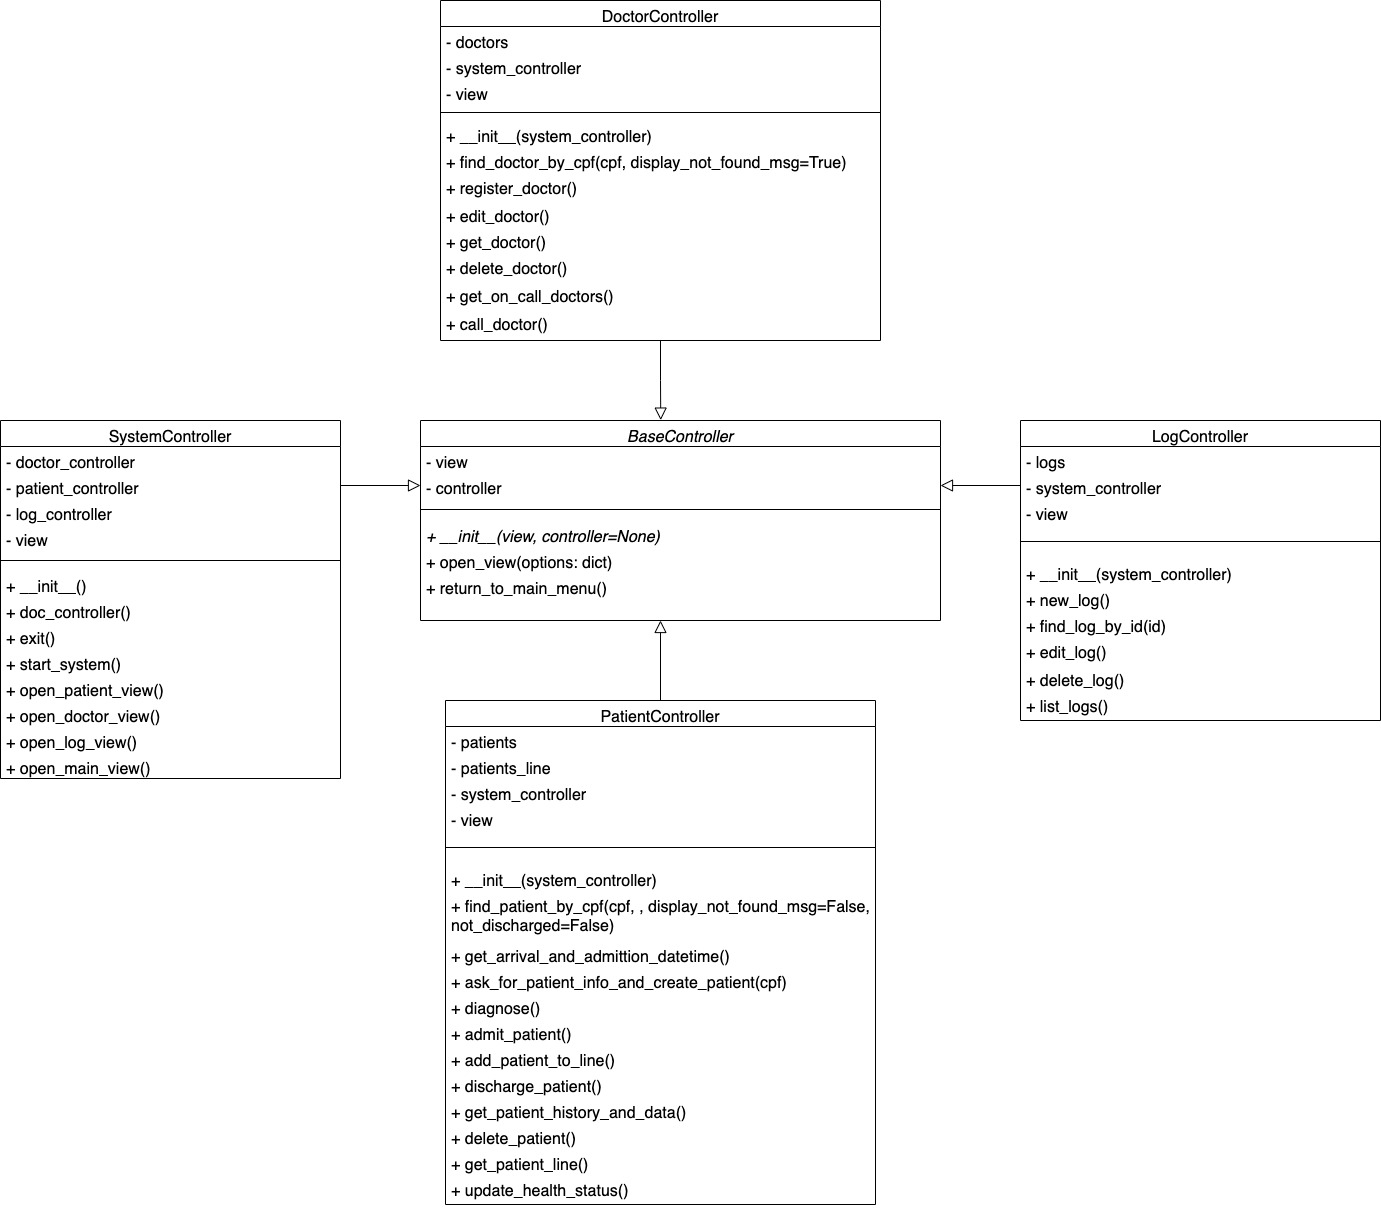 DoctorController
- doctors
- system_controller
- view
+ __init__(system_controller)
+ find_doctor_by_cpf(cpf, display_not_found_msg=True)
+ register_doctor()
+ edit_doctor()
+ get_doctor()
+ delete_doctor()
+ get_on_call_doctors()
+ call_doctor()
SystemController
- doctor_controller
- patient_controller
- log_controller
- view
+ __init__()
+ doc_controller()
+ exit()
+ start_system()
+ open_patient_view()
+ open_doctor_view()
+ open_log_view()
+ open_main_view()
BaseController
- view
- controller
+ __init__(view, controller=None)
+ open_view(options: dict)
+ return_to_main_menu()
LogController
- logs
- system_controller
- view
+ __init__(system_controller)
+ new_log()
+ find_log_by_id(id)
+ edit_log()
+ delete_log()
+ list_logs()
PatientController
- patients
- patients_line
- system_controller
- view
+ __init__(system_controller)
+ find_patient_by_cpf(cpf, , display_not_found_msg=False,
not_discharged=False)
+ get_arrival_and_admittion_datetime()
+ ask_for_patient_info_and_create_patient(cpf)
+ diagnose()
+ admit_patient()
+ add_patient_to_line()
+ discharge_patient()
+ get_patient_history_and_data()
+ delete_patient()
+ get_patient_line()
+ update_health_status()